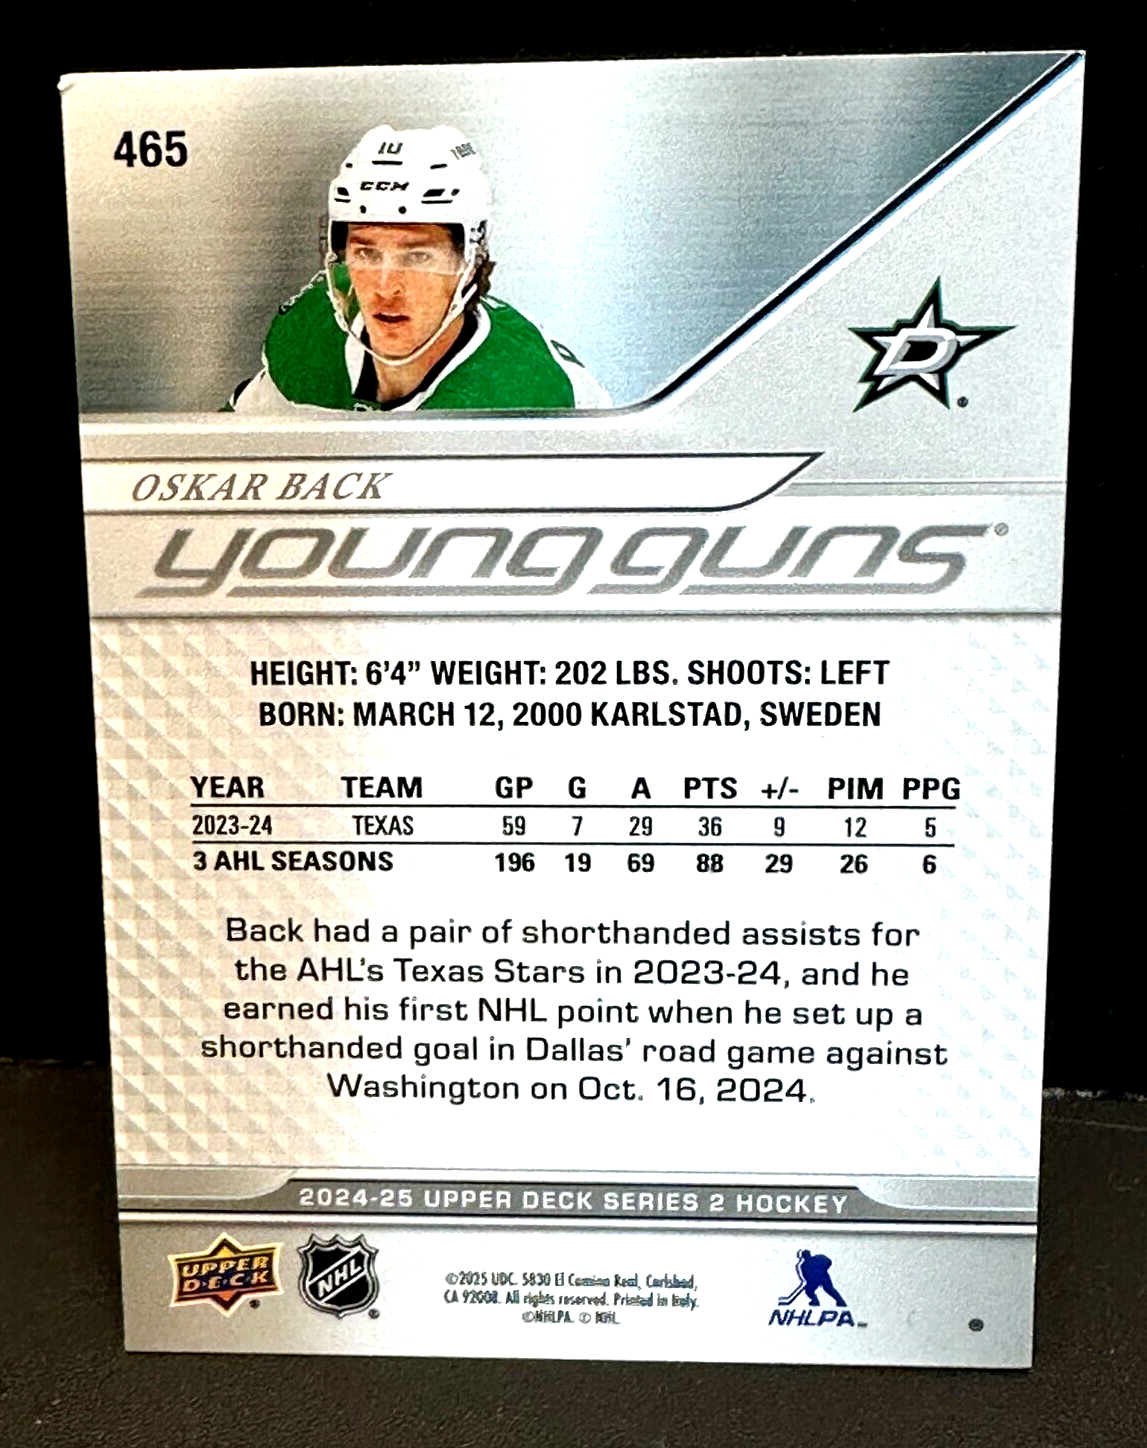 465
10
CCM
OSKAR BACK
young guns®
HEIGHT: 6'4" WEIGHT: 202 LBS. SHOOTS: LEFT
BORN: MARCH 12, 2000 KARLSTAD, SWEDEN
YEAR TEAM GP G A PTS +/- PIM PPG
2023-24 TEXAS 59 7 29 36 9 12 5
3 AHL SEASONS 196 19 69 88 29 26 6
Back had a pair of shorthanded assists for
the AHL's Texas Stars in 2023-24, and he
earned his first NHL point when he set up a
shorthanded goal in Dallas' road game against
Washington on Oct. 16, 2024.
2024-25 UPPER DECK SERIES 2 HOCKEY
UPPER
DECK
NHL
©2025 UDC. 5830 El Camino Real, Carlsbad,
CA 92008. All rights reserved. Printed in Italy.
©NHLPA. © NHL.
NHLPA